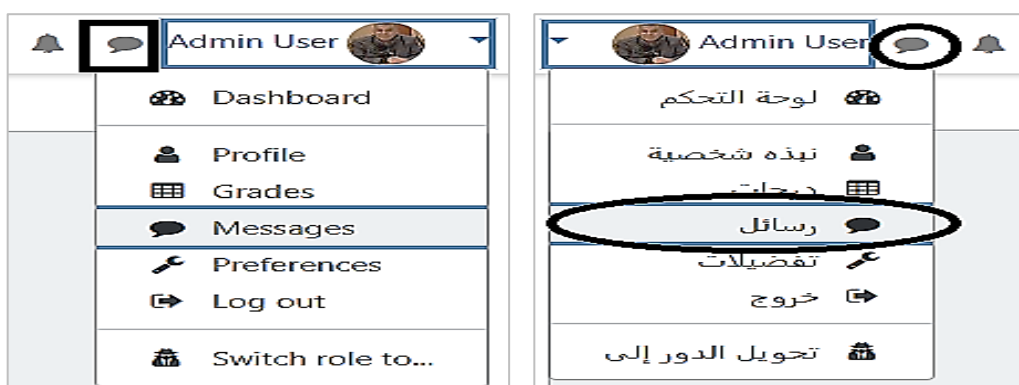 Admin User
Dashboard
Profile
Grades
Messages
Preferences
Log out
Switch role to...
Admin User
لوحة التحكم
نبذه شخصية
درجات
رسائل
تفضيلات
خروج
تحويل الدور إلى